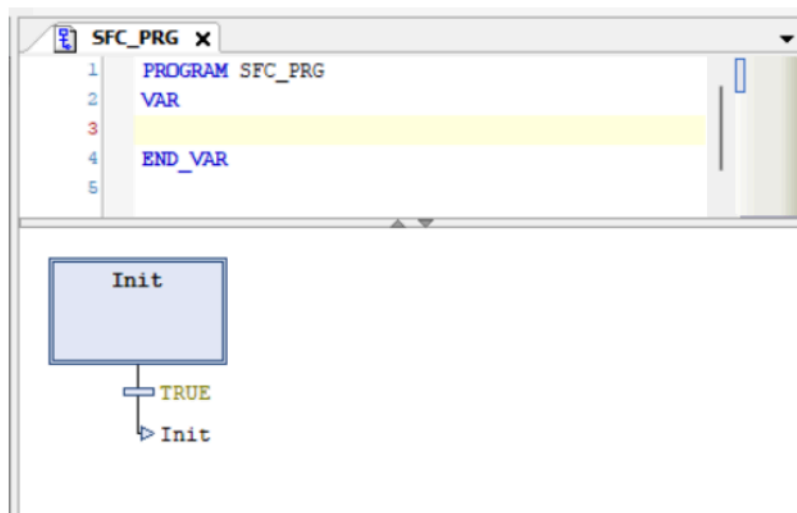 SFC_PRG X
1 PROGRAM SFC_PRG
2 VAR
3
4 END_VAR
5
Init
TRUE
Init